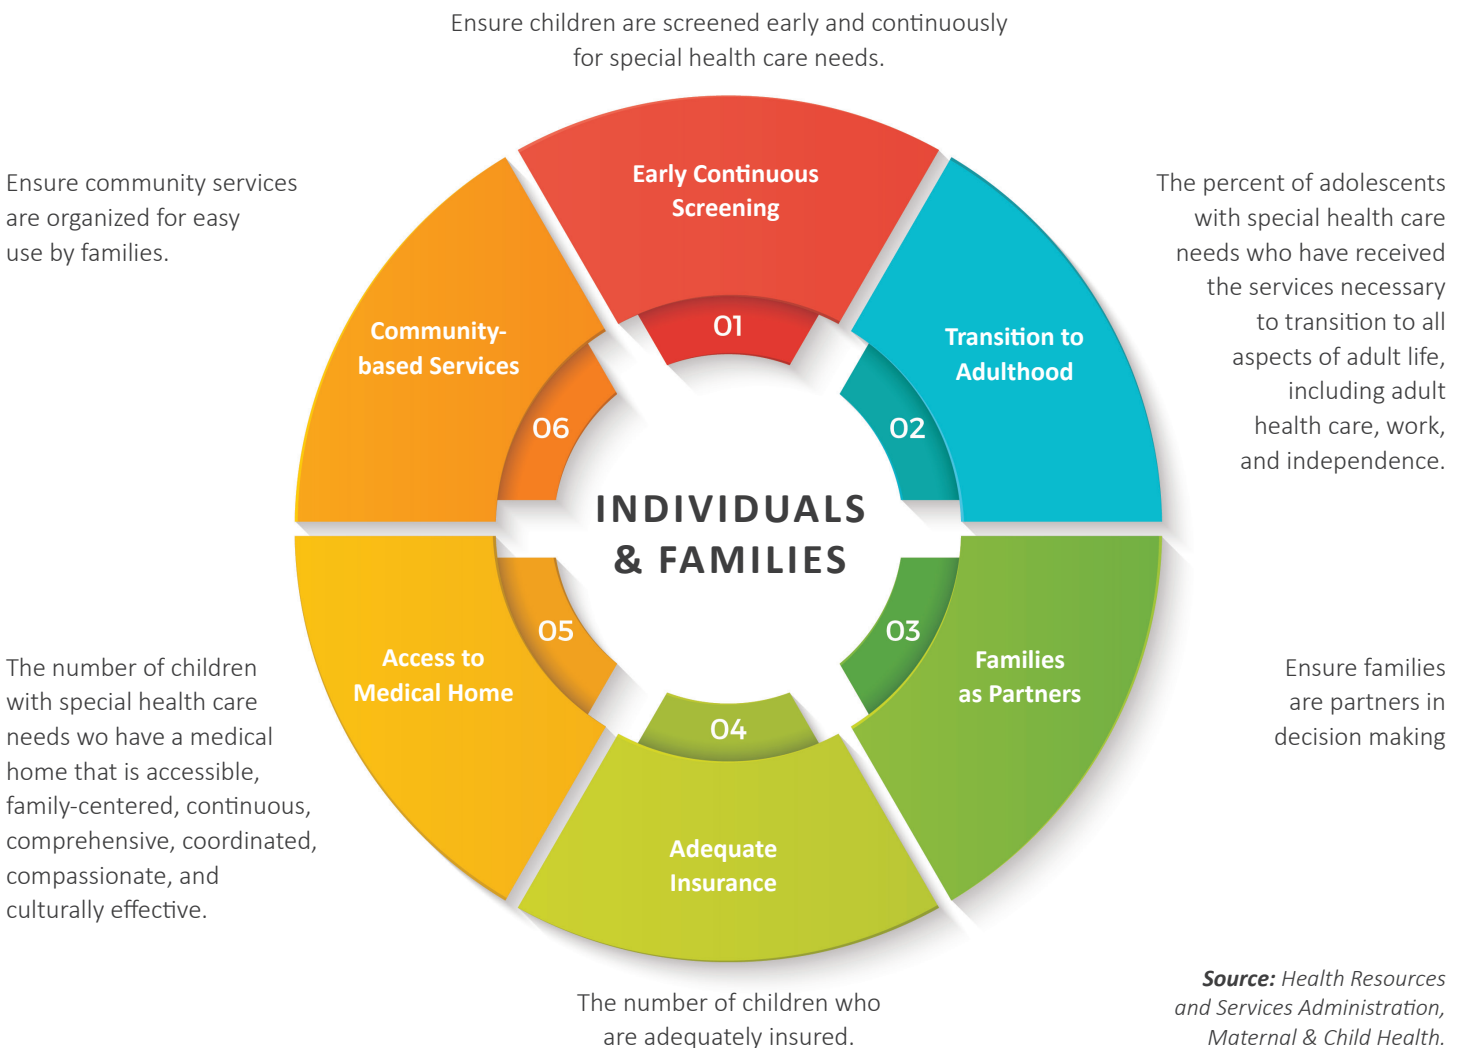 Ensure children are screened early and continuously
for special health care needs.
Early Continuous
Screening
01
Transition to
Adulthood
02
The percent of adolescents
with special health care
needs who have received
the services necessary
to transition to all
aspects of adult life,
including adult
health care, work,
and independence.
Families
as Partners
03
Ensure families
are partners in
decision making
Adequate
Insurance
04
The number of children who
are adequately insured.
Access to
Medical Home
05
The number of children
with special health care
needs wo have a medical
home that is accessible,
family-centered, continuous,
comprehensive, coordinated,
compassionate, and
culturally effective.
Community-
based Services
06
Ensure community services
are organized for easy
use by families.
INDIVIDUALS
& FAMILIES
Source: Health Resources
and Services Administration,
Maternal & Child Health.